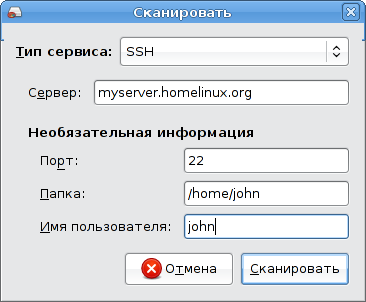 Сканировать
Тип сервиса: SSH
Сервер: myserver.homelinux.org
Необязательная информация
Порт: 22
Папка: /home/john
Имя пользователя: john
Отмена Сканировать